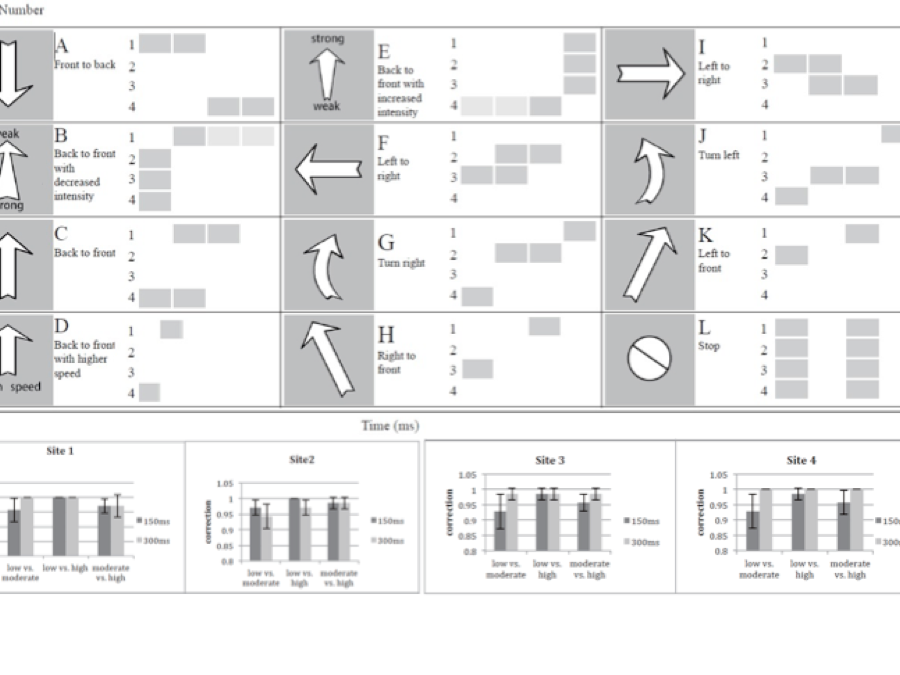 Number
A
Front to back
1
2
3
4
strong
weak
E
Back to
front with
increased
intensity
1
2
3
4
I
Left to
right
1
2
3
4
B
Back to front
with
decreased
intensity
1
2
3
4
F
Left to
right
1
2
3
4
J
Turn left
1
2
3
4
C
Back to front
1
2
3
4
G
Turn right
1
2
3
4
K
Left to
front
1
2
3
4
speed
D
Back to front
with higher
speed
1
2
3
4
H
Right to
front
1
2
3
4
L
Stop
1
2
3
4
Time (ms)
Site 1
150ms
300ms
low vs.
moderate
low vs. high
moderate
vs. high
Site2
correction
1.05
1
0.95
0.9
0.85
0.8
150ms
300ms
low vs.
moderate
low vs.
high
moderate
vs. high
Site 3
correction
1.05
1
0.95
0.9
0.85
0.8
150ms
300ms
low vs.
moderate
low vs.
high
moderate
vs. high
Site 4
correction
1.05
1
0.95
0.9
0.85
0.8
low vs.
moderate
low vs.
high
moderate
vs. high